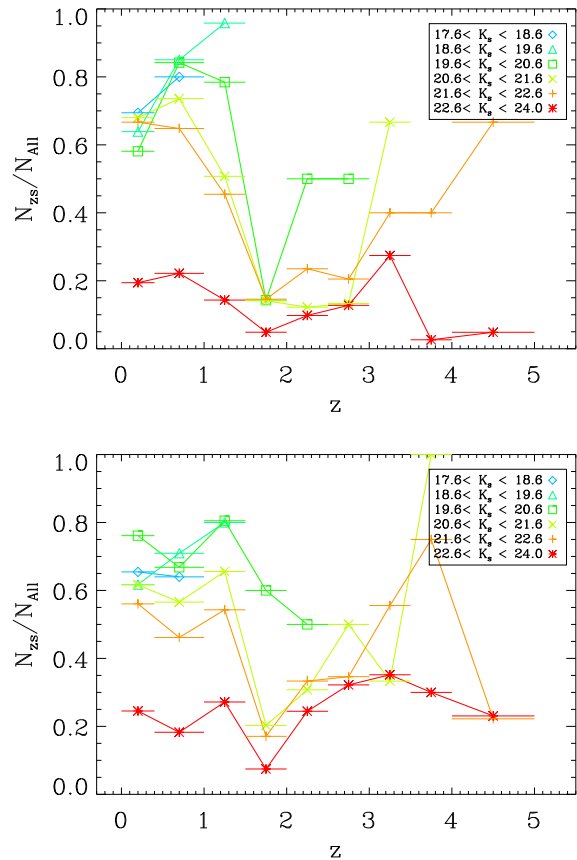 1.0
0.8
0.6
0.4
0.2
0.0
N_zs/N_All
17.6< K_s < 18.6
18.6< K_s < 19.6
19.6< K_s < 20.6
20.6< K_s < 21.6
21.6< K_s < 22.6
22.6< K_s < 24.0
0 1 2 3 4 5
z
1.0
0.8
0.6
0.4
0.2
0.0
N_zs/N_All
17.6< K_s < 18.6
18.6< K_s < 19.6
19.6< K_s < 20.6
20.6< K_s < 21.6
21.6< K_s < 22.6
22.6< K_s < 24.0
0 1 2 3 4 5
z